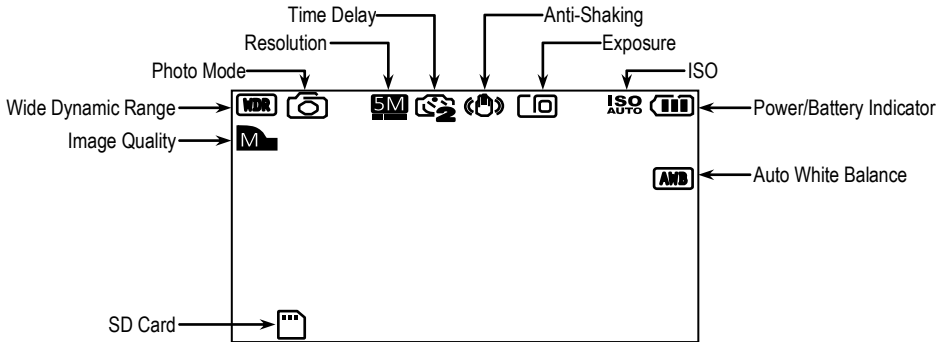 Time Delay Anti-Shaking
Resolution Exposure
Photo Mode ISO
Wide Dynamic Range WDR 5M 2 ISO AUTO Power/Battery Indicator
Image Quality M
AWB Auto White Balance
SD Card